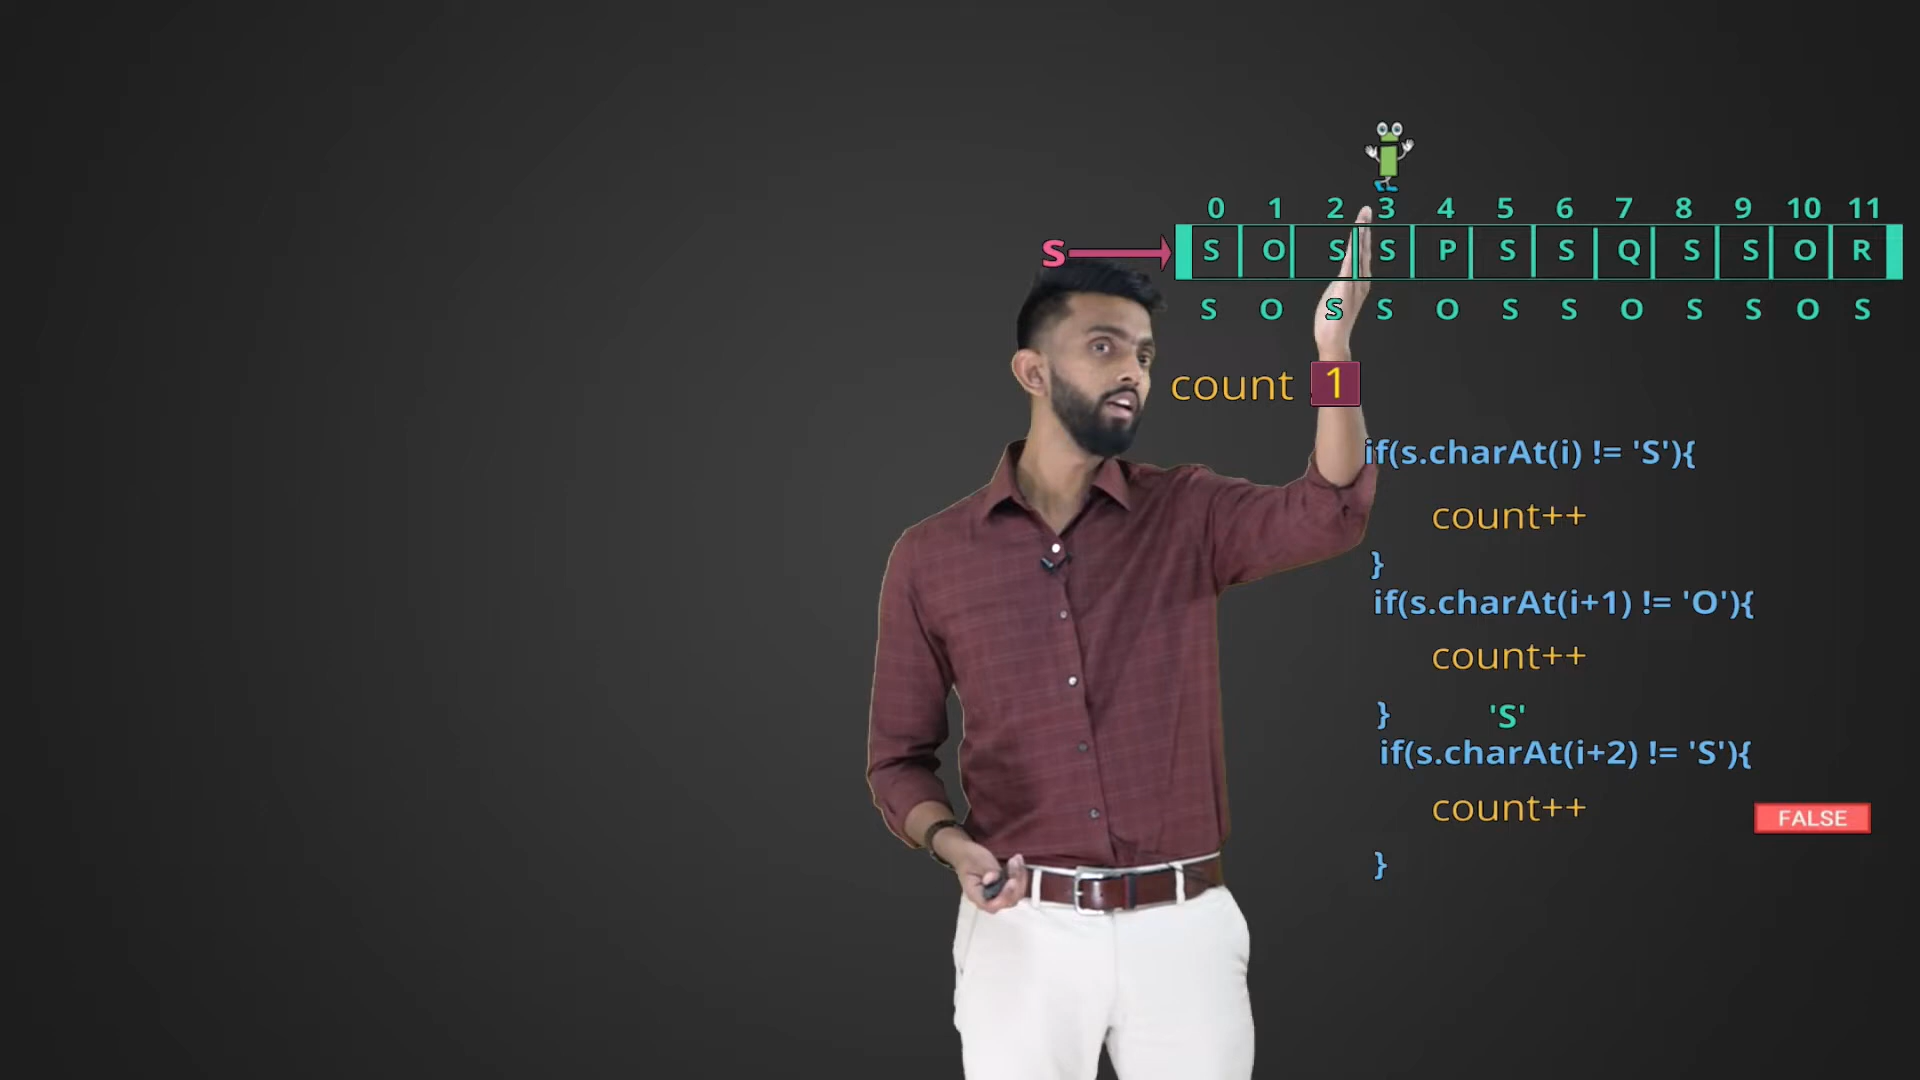 0 1 2 3 4 5 6 7 8 9 10 11
S S O S S P S S Q S S O R
S O S S O S S O S S O S
count 1
if(s.charAt(i) != 'S'){
count++
}
if(s.charAt(i+1) != 'O'){
count++
} 'S'
if(s.charAt(i+2) != 'S'){
count++
FALSE
}